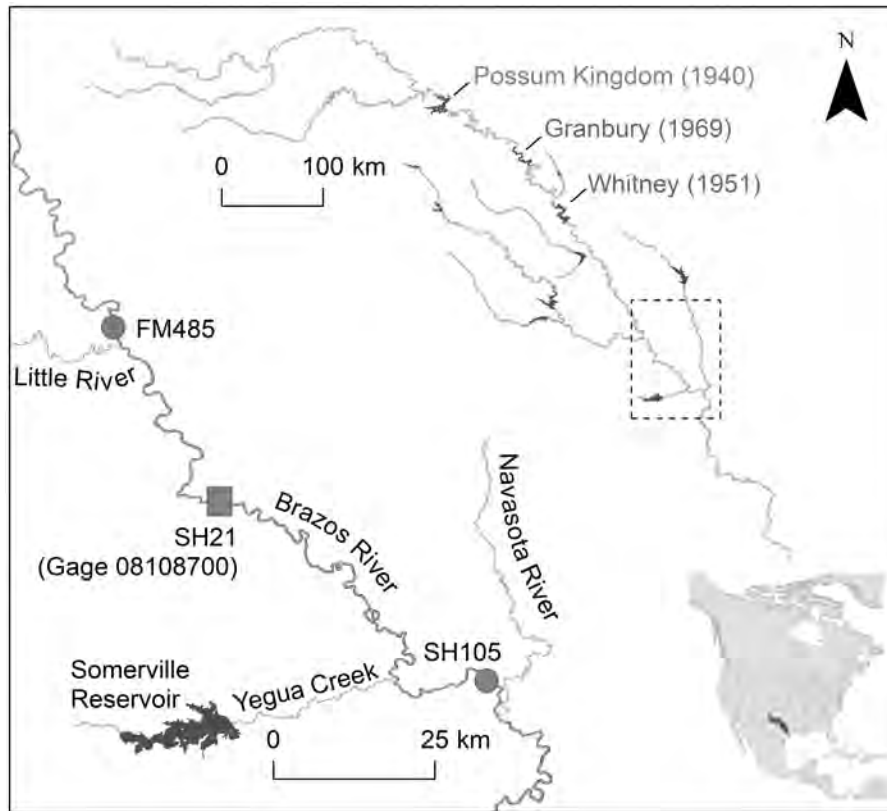 N
Possum Kingdom (1940)
Granbury (1969)
Whitney (1951)
0 100 km
FM485
Little River
Brazos River
Navasota River
SH21
(Gage 08108700)
SH105
Somerville
Reservoir
Yegua Creek
0 25 km